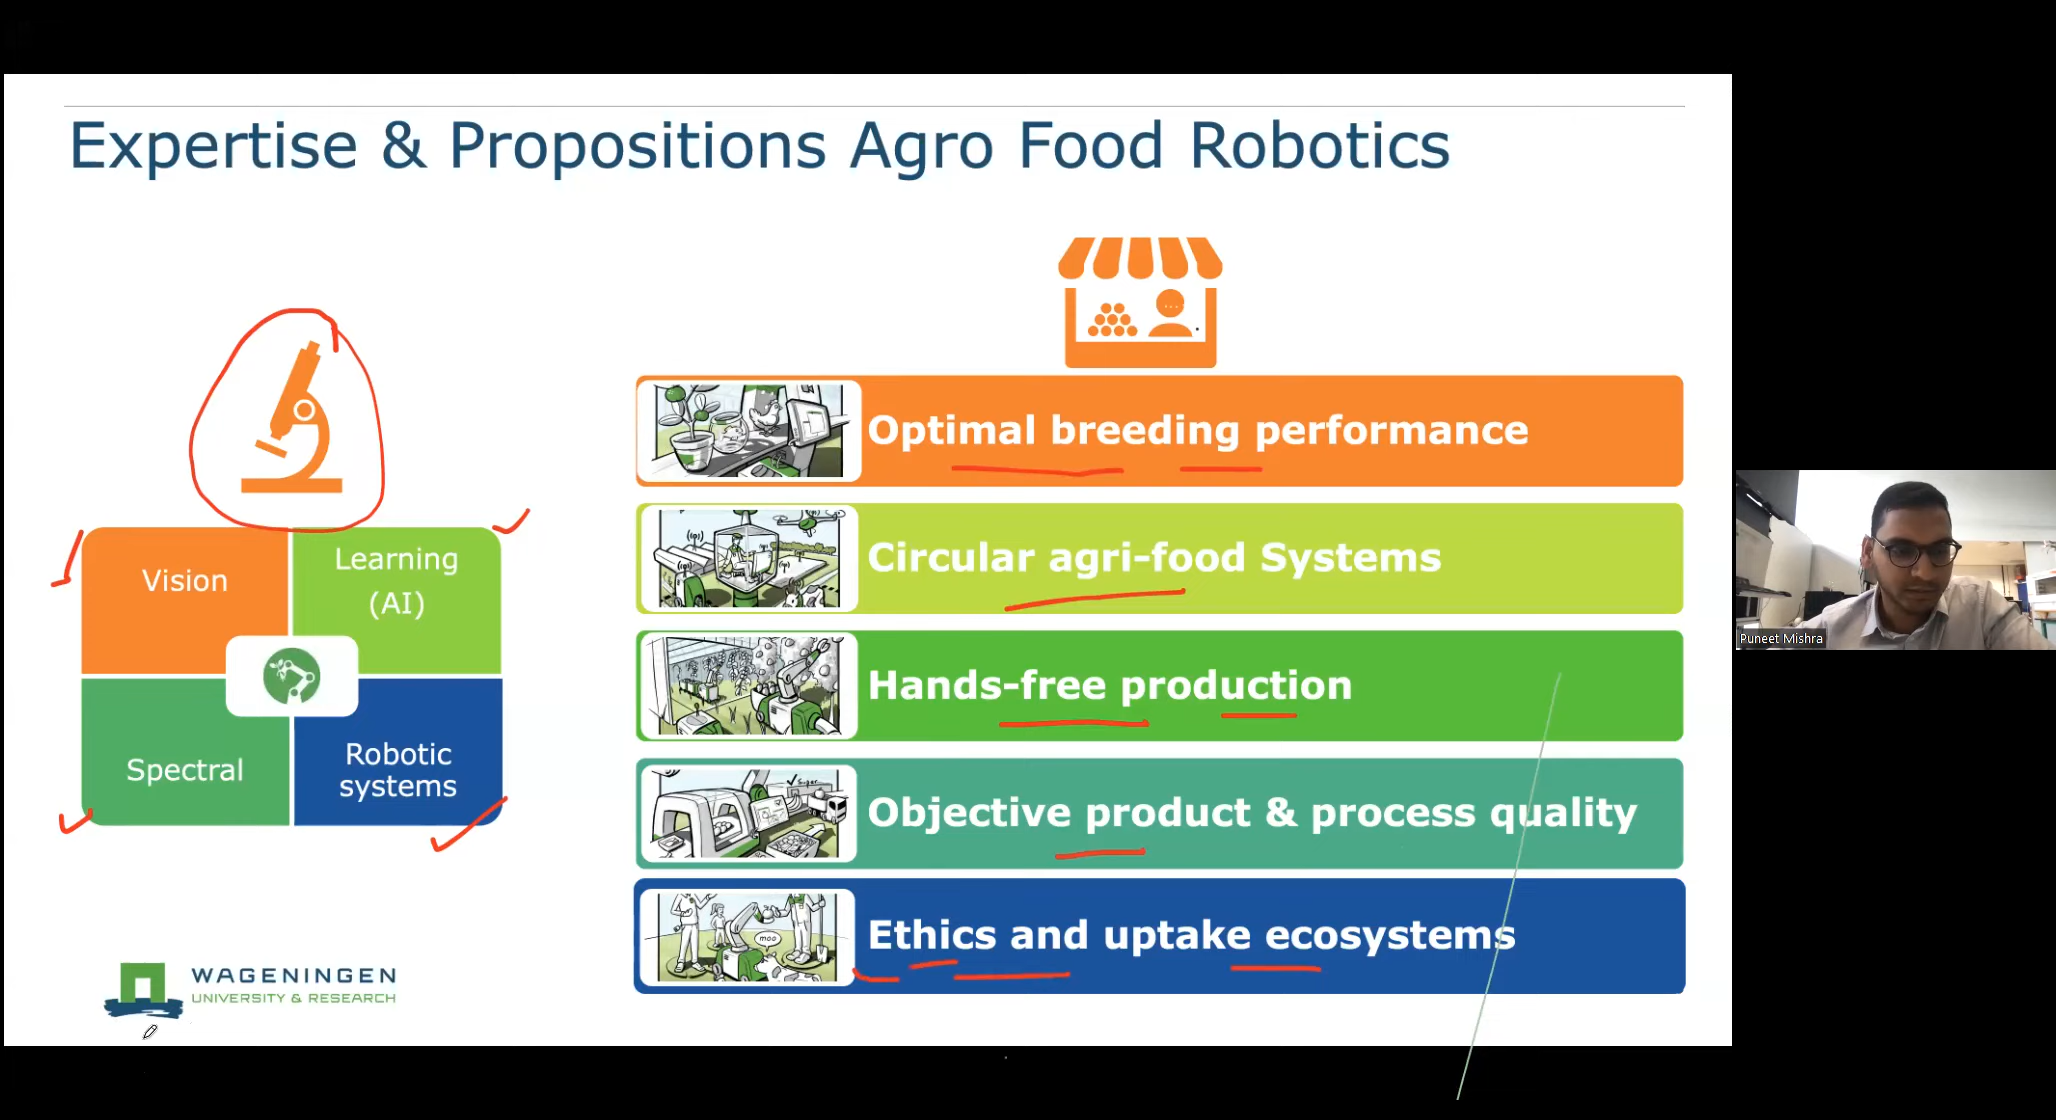 Expertise & Propositions Agro Food Robotics
Vision
Learning
(AI)
Spectral
Robotic
systems
Optimal breeding performance
Circular agri-food Systems
Hands-free production
Objective product & process quality
Ethics and uptake ecosystems
moo
WAGENINGEN
UNIVERSITY & RESEARCH
Puneet Mishra